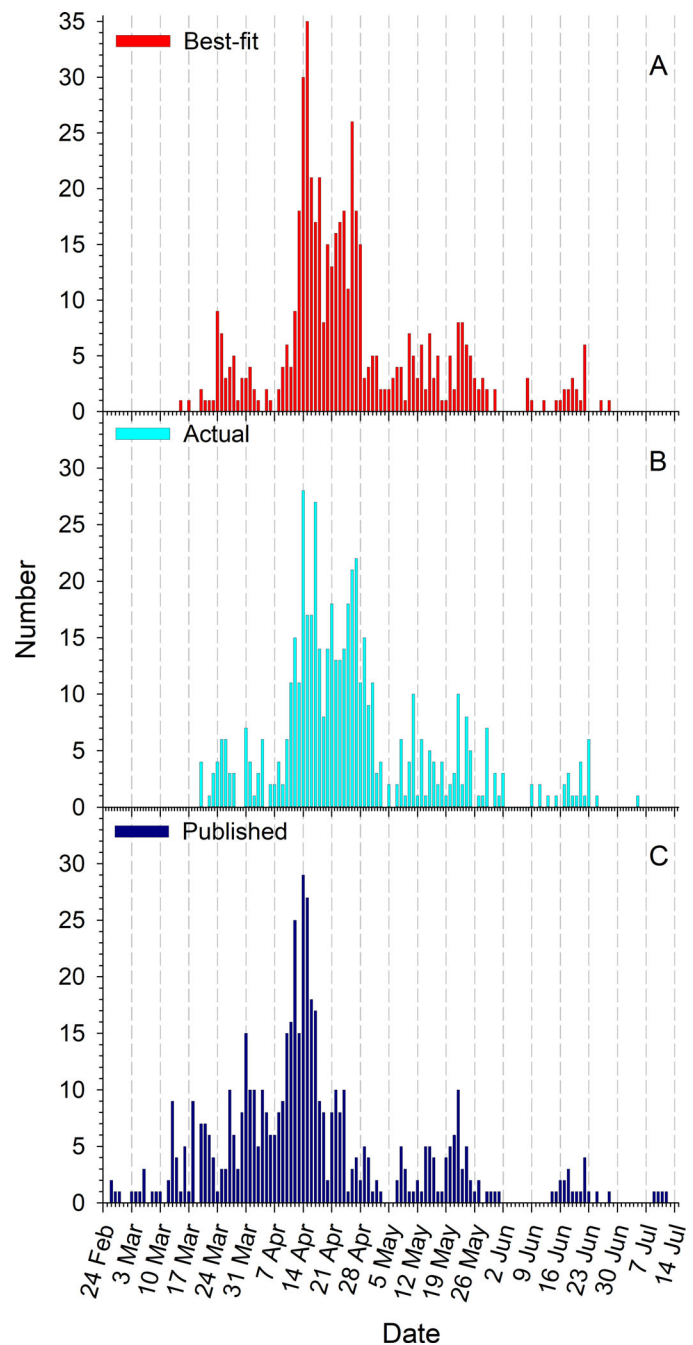 35
Best-fit
A
30
25
20
15
10
5
0
Actual
B
30
25
20
15
10
5
0
Number
Published
C
30
25
20
15
10
5
0
24 Feb
3 Mar
10 Mar
17 Mar
24 Mar
31 Mar
7 Apr
14 Apr
21 Apr
28 Apr
5 May
12 May
19 May
26 May
2 Jun
9 Jun
16 Jun
23 Jun
30 Jun
7 Jul
14 Jul
Date